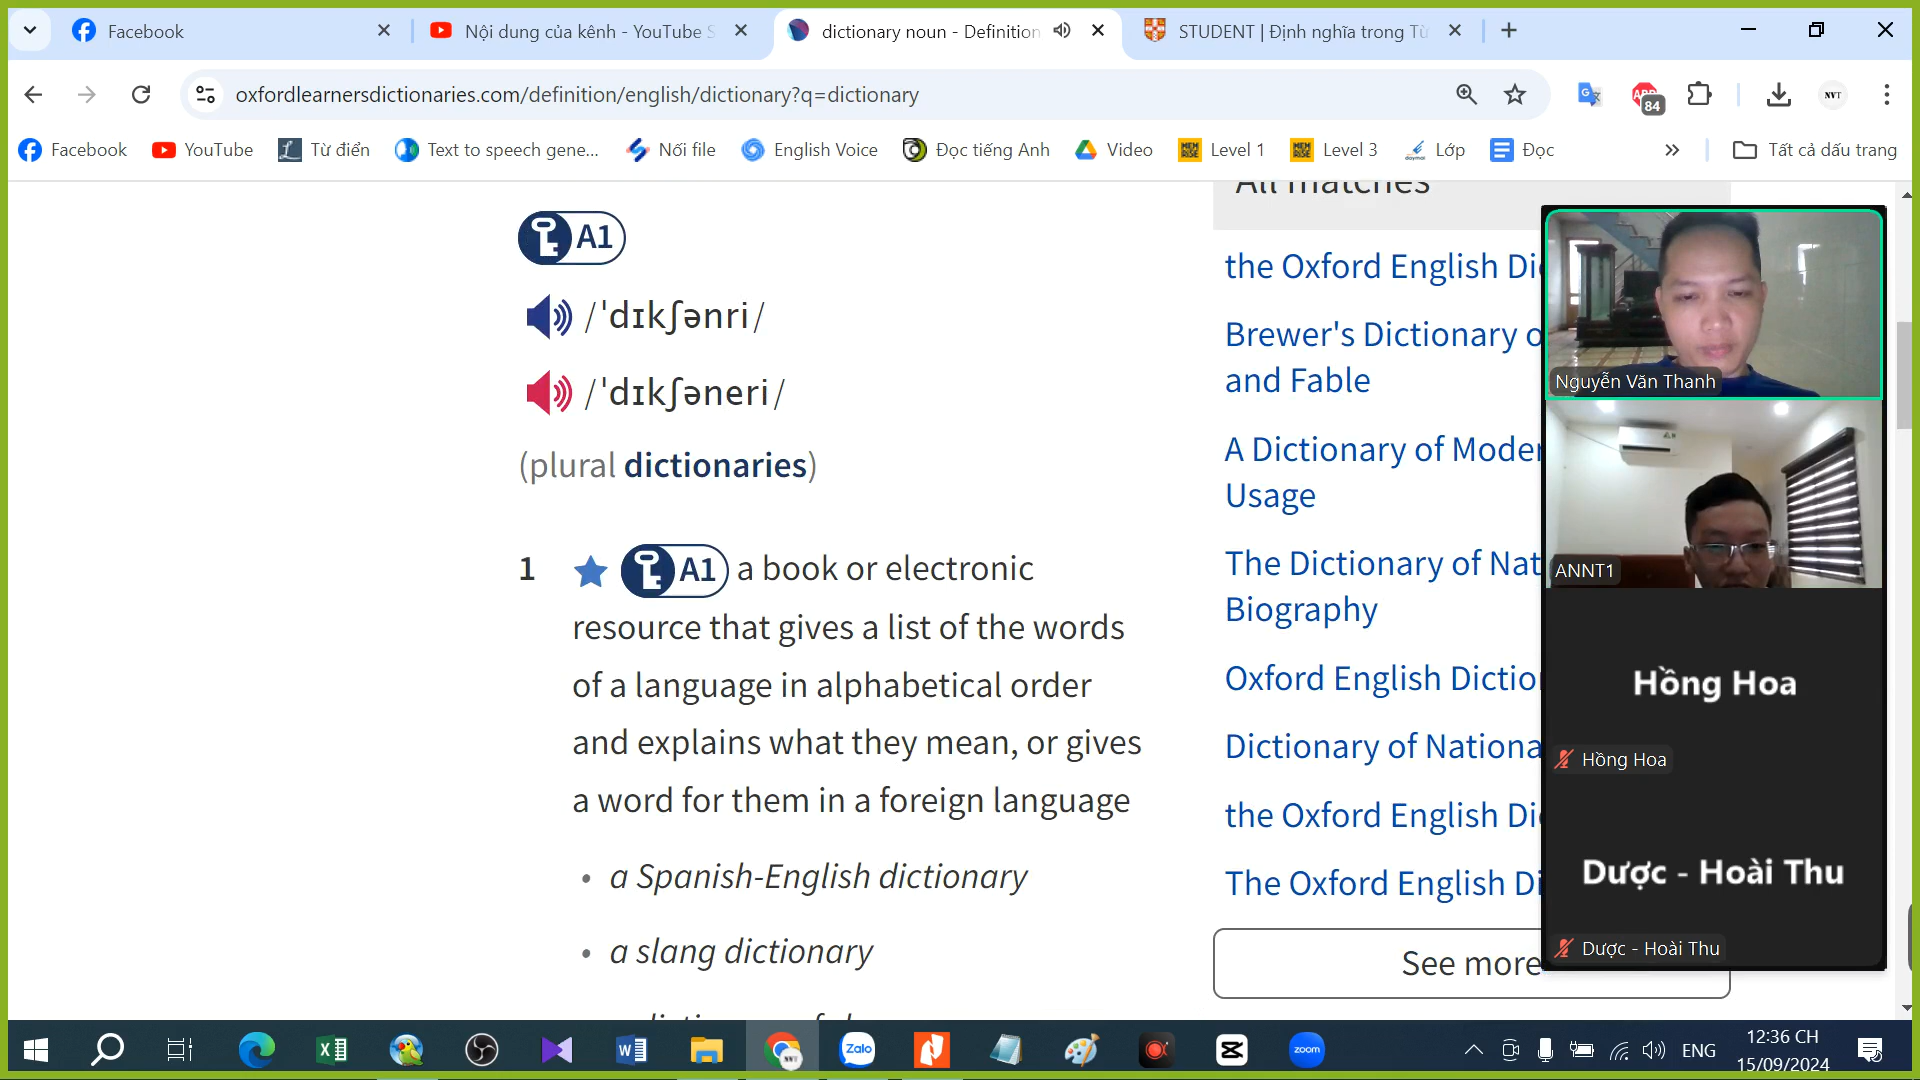 Facebook
Nội dung của kênh - YouTube S
dictionary noun - Definition
STUDENT | Định nghĩa trong Từ
oxfordlearnersdictionaries.com/definition/english/dictionary?q=dictionary
84
NVT
Facebook
YouTube
Từ điển
Text to speech gene...
Nối file
English Voice
Đọc tiếng Anh
Video
Level 1
Level 3
Lớp
Đọc
Tất cả dấu trang
A1
/ˈdɪkʃənri/
/ˈdɪkʃəneri/
(plural dictionaries)
1 A1 a book or electronic
resource that gives a list of the words
of a language in alphabetical order
and explains what they mean, or gives
a word for them in a foreign language
• a Spanish-English dictionary
• a slang dictionary
All matches
the Oxford English Di
Brewer's Dictionary o
and Fable
A Dictionary of Moder
Usage
The Dictionary of Nat
Biography
Oxford English Dictio
Dictionary of Nationa
the Oxford English Di
The Oxford English Di
See more
Nguyễn Văn Thanh
ANNT1
Hồng Hoa
Hồng Hoa
Dược - Hoài Thu
Dược - Hoài Thu
Zalo
zoom
ENG
12:36 CH
15/09/2024